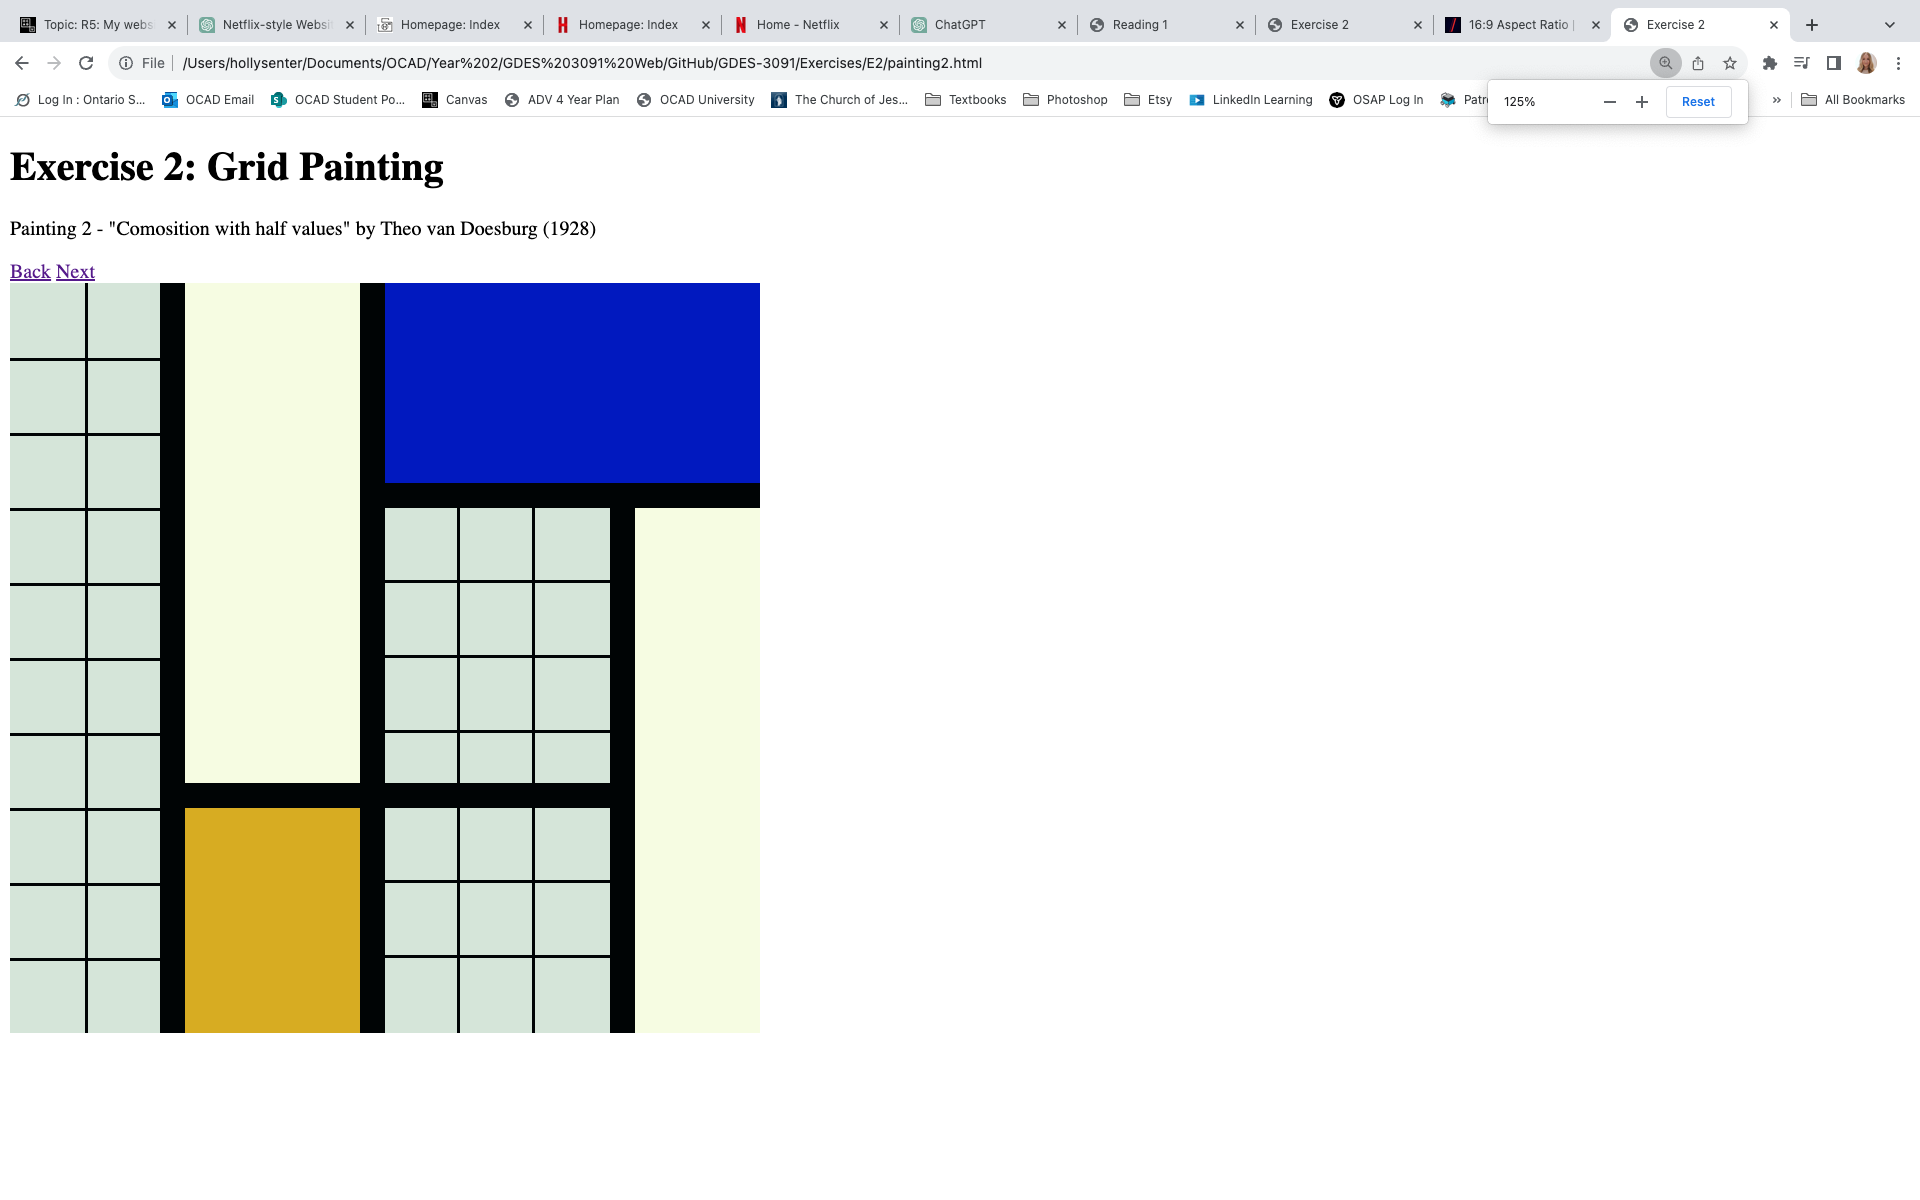 Topic: R5: My webs
Netflix-style Websi
Homepage: Index
Homepage: Index
Home - Netflix
ChatGPT
Reading 1
Exercise 2
16:9 Aspect Ratio
Exercise 2
File
/Users/hollysenter/Documents/OCAD/Year%202/GDES%203091%20Web/GitHub/GDES-3091/Exercises/E2/painting2.html
Log In : Ontario S...
OCAD Email
OCAD Student Po...
Canvas
ADV 4 Year Plan
OCAD University
The Church of Jes...
Textbooks
Photoshop
Etsy
LinkedIn Learning
OSAP Log In
Patr
»
All Bookmarks
125%
Reset
Exercise 2: Grid Painting
Painting 2 - "Comosition with half values" by Theo van Doesburg (1928)
Back Next